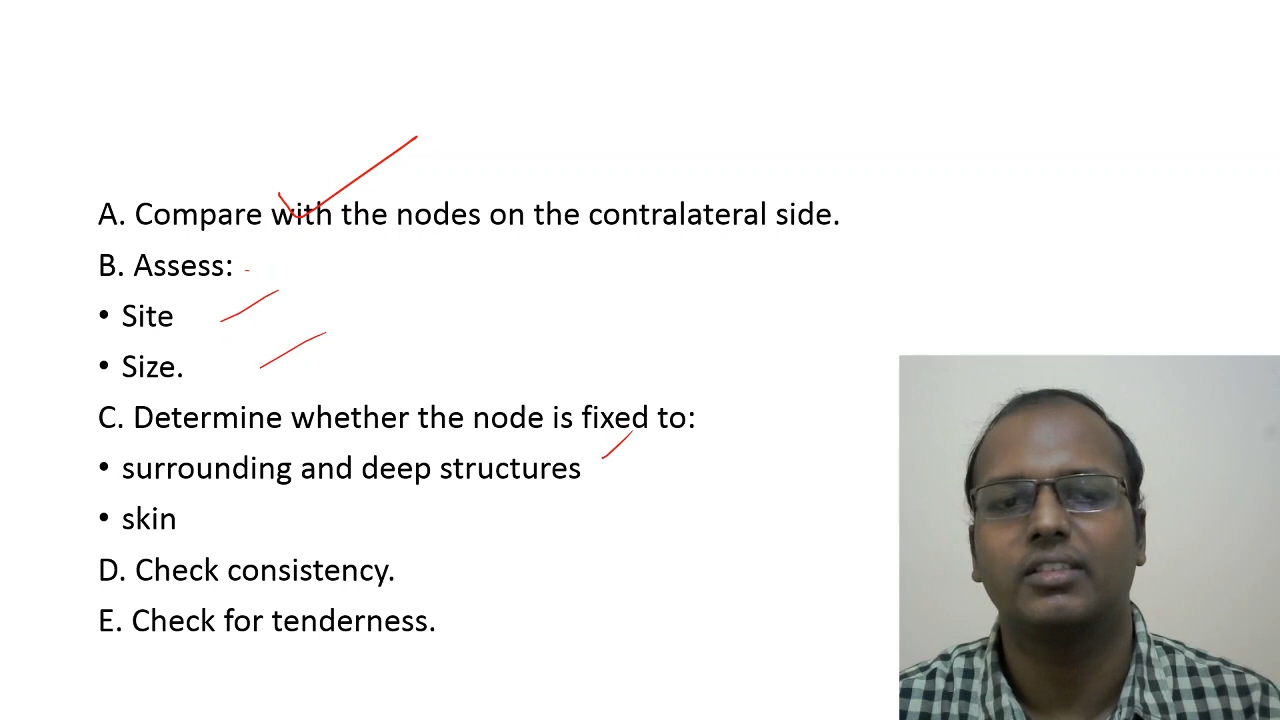 A. Compare with the nodes on the contralateral side.
B. Assess:
• Site
• Size.
C. Determine whether the node is fixed to:
• surrounding and deep structures
• skin
D. Check consistency.
E. Check for tenderness.